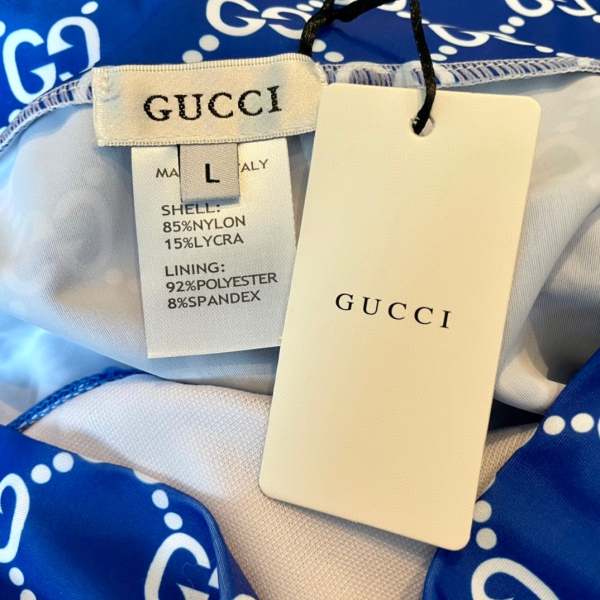 GUCCI
L
SHELL:
85%NYLON
15%LYCRA
LINING:
92%POLYESTER
8%SPANDEX
GUCCI